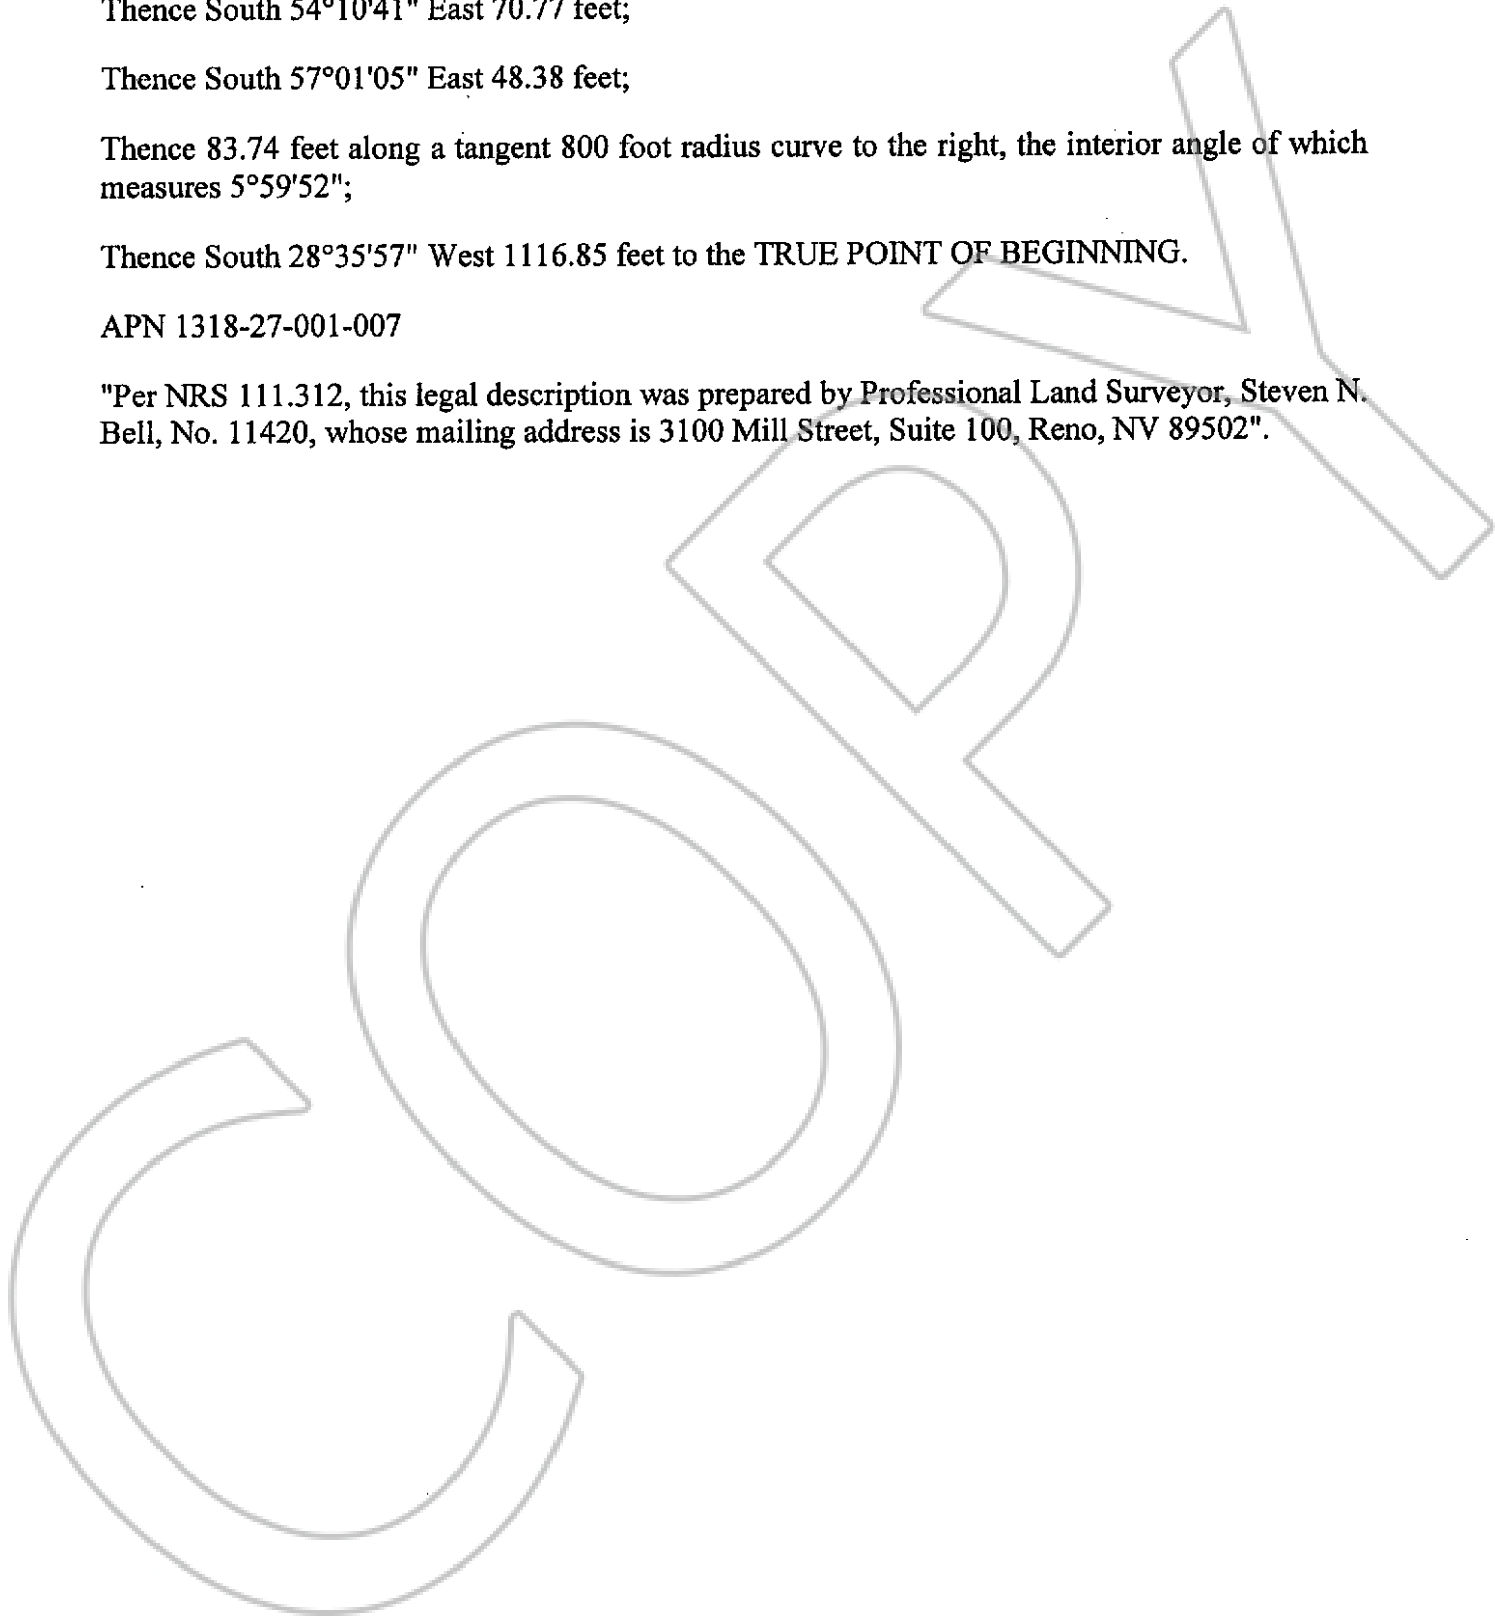 Thence South 54°10'41" East 70.77 feet;
Thence South 57°01'05" East 48.38 feet;
Thence 83.74 feet along a tangent 800 foot radius curve to the right, the interior angle of which
measures 5°59'52";
Thence South 28°35'57" West 1116.85 feet to the TRUE POINT OF BEGINNING.
APN 1318-27-001-007
"Per NRS 111.312, this legal description was prepared by Professional Land Surveyor, Steven N.
Bell, No. 11420, whose mailing address is 3100 Mill Street, Suite 100, Reno, NV 89502".
COPY